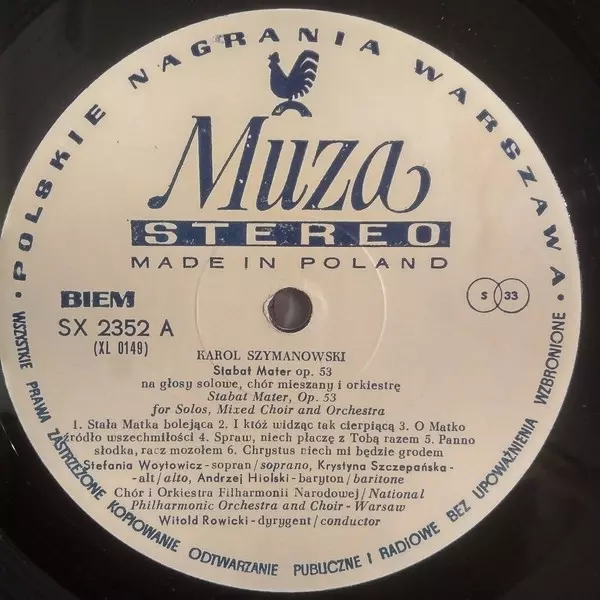 • POLSKIE NAGRANIA WARSZAWA •
Muza
STEREO
MADE IN POLAND
BIEM
SX 2352 A
(XL 0149)
S 33
KAROL SZYMANOWSKI
Stabat Mater op. 53
na głosy solowe, chór mieszany i orkiestrę
Stabat Mater, Op. 53
for Solos, Mixed Choir and Orchestra
1. Stała Matka bolejąca 2. I któż widząc tak cierpiącą 3. O Matko
źródło wszechmiłości 4. Spraw, niech płaczę z Tobą razem 5. Panno
słodka, racz mozołem 6. Chrystus niech mi będzie grodem
Stefania Woytowicz-sopran/soprano, Krystyna Szczepańska-
-alt/alto, Andrzej Hiolski-baryton/baritone
Chór i Orkiestra Filharmonii Narodowej/National
Philharmonic Orchestra and Choir - Warsaw
Witold Rowicki-dyrygent/conductor
WSZYSTKIE PRAWA ZASTRZEŻONE KOPIOWANIE ODTWARZANIE PUBLICZNE I RADIOWE BEZ UPOWAŻNIENIA WZBRONIONE